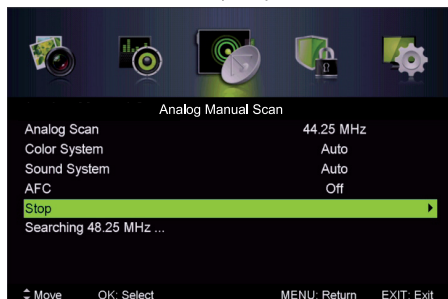 Analog Manual Scan
Analog Scan 44.25 MHz
Color System Auto
Sound System Auto
AFC Off
Stop
Searching 48.25 MHz ...
Move OK: Select MENU: Return EXIT: Exit